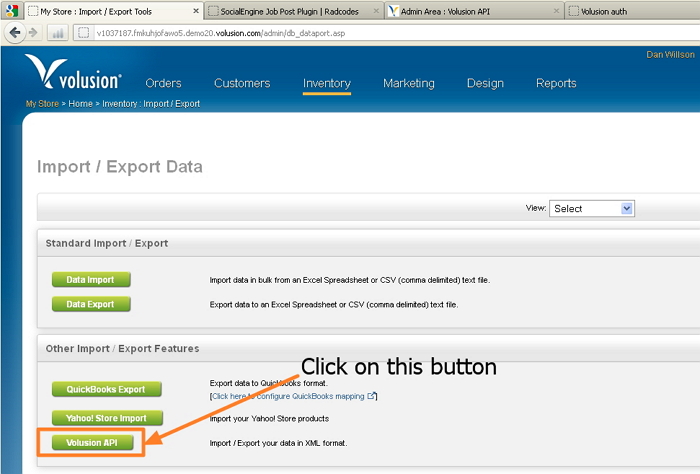 My Store : Import / Export Tools
SocialEngine Job Post Plugin | Radcodes
Admin Area : Volusion API
Volusion auth
v1037187.fmkuhjofawo5.demo20.volusion.com/admin/db_dataport.asp
Dan Willson
volusion
Orders
Customers
Inventory
Marketing
Design
Reports
My Store > Home > Inventory : Import / Export
Import / Export Data
View: Select
Standard Import / Export
Data Import
Import data in bulk from an Excel Spreadsheet or CSV (comma delimited) text file.
Data Export
Export data to an Excel Spreadsheet or CSV (comma delimited) text file.
Other Import / Export Features
Click on this button
QuickBooks Export
Export data to QuickBooks format.
[Click here to configure QuickBooks mapping ]
Yahoo! Store Import
Import your Yahoo! Store products
Volusion API
Import / Export your data in XML format.